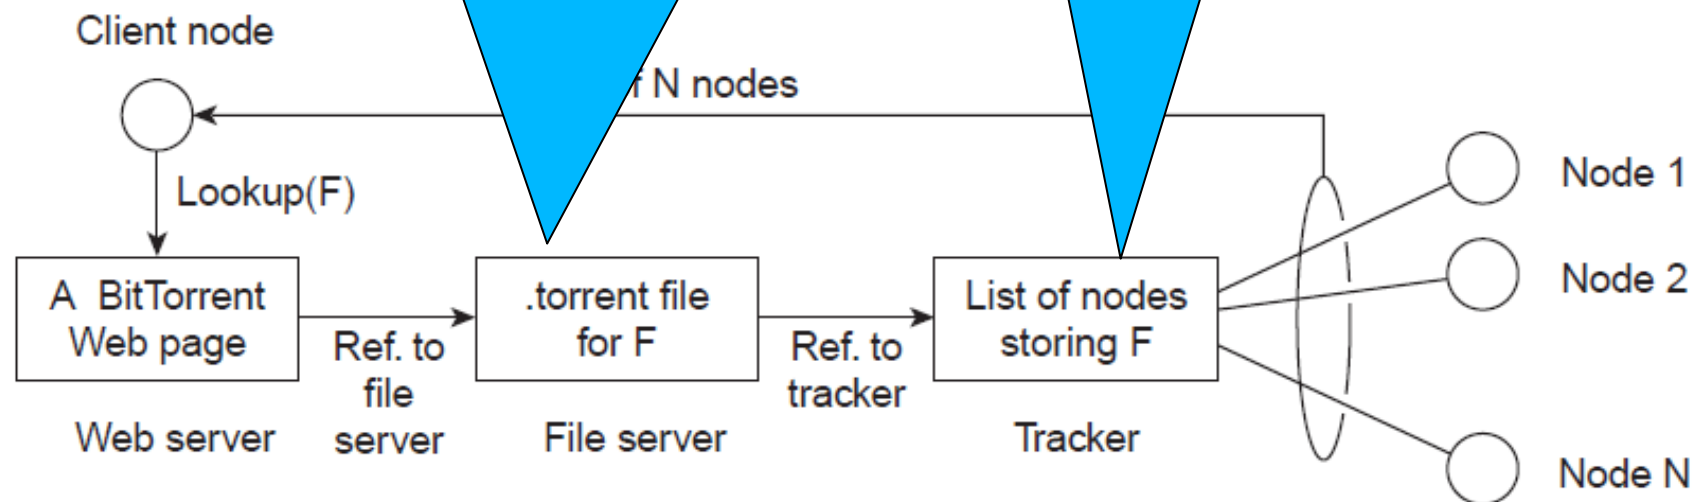 Client node
f N nodes
Lookup(F)
Node 1
Node 2
A BitTorrent
Web page
Ref. to
file
server
.torrent file
for F
Ref. to
tracker
List of nodes
storing F
Web server
File server
Tracker
Node N